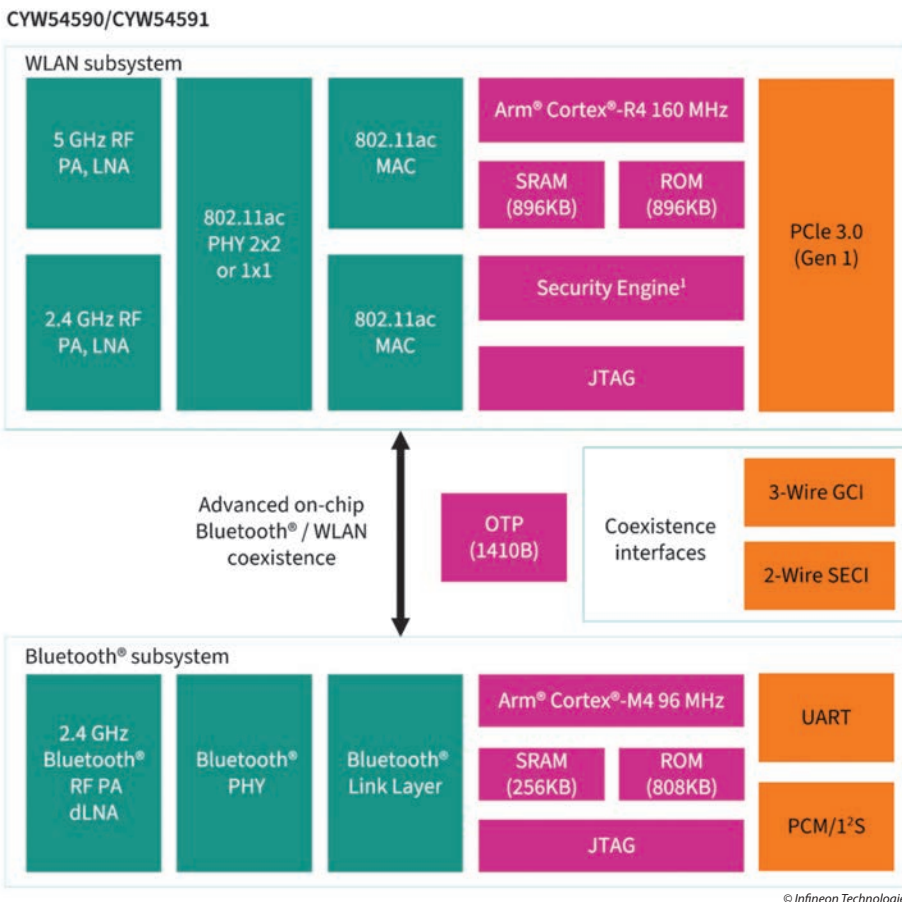 CYW54590/CYW54591
WLAN subsystem
5 GHz RF
PA, LNA
2.4 GHz RF
PA, LNA
802.11ac
PHY 2x2
or 1x1
802.11ac
MAC
802.11ac
MAC
Arm® Cortex®-R4 160 MHz
SRAM
(896KB)
ROM
(896KB)
Security Engine¹
JTAG
PCle 3.0
(Gen 1)
Advanced on-chip
Bluetooth® / WLAN
coexistence
OTP
(1410B)
Coexistence
interfaces
3-Wire GCI
2-Wire SECI
Bluetooth® subsystem
2.4 GHz
Bluetooth®
RF PA
dLNA
Bluetooth®
PHY
Bluetooth®
Link Layer
Arm® Cortex®-M4 96 MHz
SRAM
(256KB)
ROM
(808KB)
JTAG
UART
PCM/1²S
© Infineon